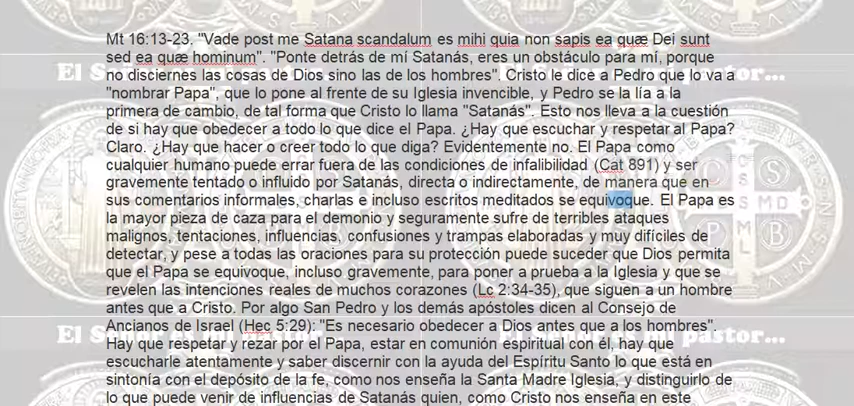 Mt 16:13-23. "Vade post me Satana scandalum es mihi quia non sapis ea quæ Dei sunt
sed ea quæ hominum". "Ponte detrás de mí Satanás, eres un obstáculo para mí, porque
no disciernes las cosas de Dios sino las de los hombres". Cristo le dice a Pedro que lo va a
"nombrar Papa", que lo pone al frente de su Iglesia invencible, y Pedro se la lía a la
primera de cambio, de tal forma que Cristo lo llama "Satanás". Esto nos lleva a la cuestión
de si hay que obedecer a todo lo que dice el Papa. ¿Hay que escuchar y respetar al Papa?
Claro. ¿Hay que hacer o creer todo lo que diga? Evidentemente no. El Papa como
cualquier humano puede errar fuera de las condiciones de infalibilidad (Cat 891) y ser
gravemente tentado o influido por Satanás, directa o indirectamente, de manera que en
sus comentarios informales, charlas e incluso escritos meditados se equivoque. El Papa es
la mayor pieza de caza para el demonio y seguramente sufre de terribles ataques
malignos, tentaciones, influencias, confusiones y trampas elaboradas y muy difíciles de
detectar, y pese a todas las oraciones para su protección puede suceder que Dios permita
que el Papa se equivoque, incluso gravemente, para poner a prueba a la Iglesia y que se
revelen las intenciones reales de muchos corazones (Lc 2:34-35), que siguen a un hombre
antes que a Cristo. Por algo San Pedro y los demás apóstoles dicen al Consejo de
Ancianos de Israel (Hec 5:29): "Es necesario obedecer a Dios antes que a los hombres".
Hay que respetar y rezar por el Papa, estar en comunión espiritual con él, hay que
escucharle atentamente y saber discernir con la ayuda del Espíritu Santo lo que está en
sintonía con el depósito de la fe, como nos enseña la Santa Madre Iglesia, y distinguirlo de
lo que puede venir de influencias de Satanás quien, como Cristo nos enseña en este